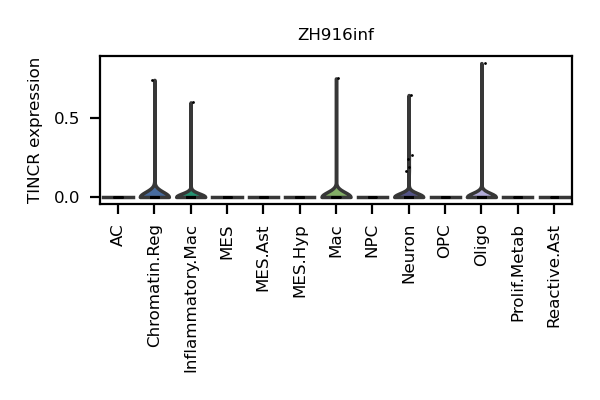 ZH916inf
TINCR expression
0.5
0.0
AC
Chromatin.Reg
Inflammatory.Mac
MES
MES.Ast
MES.Hyp
Mac
NPC
Neuron
OPC
Oligo
Prolif.Metab
Reactive.Ast